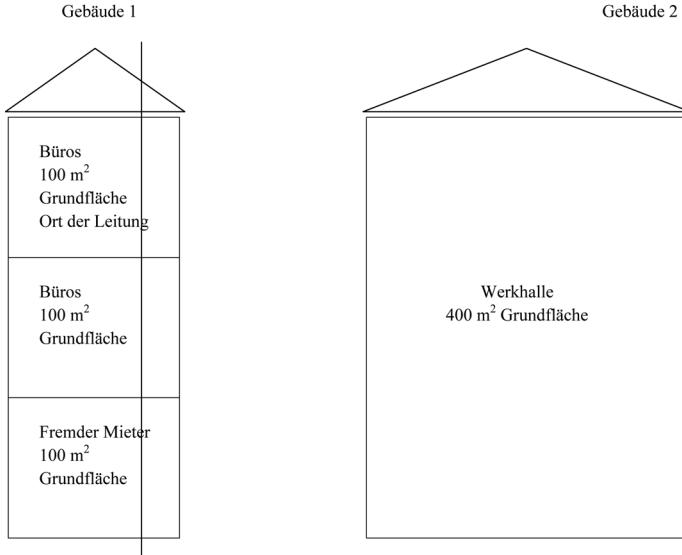 Gebäude 1
Gebäude 2
Büros
100 m²
Grundfläche
Ort der Leitung
Büros
100 m²
Grundfläche
Fremder Mieter
100 m²
Grundfläche
Werkhalle
400 m² Grundfläche